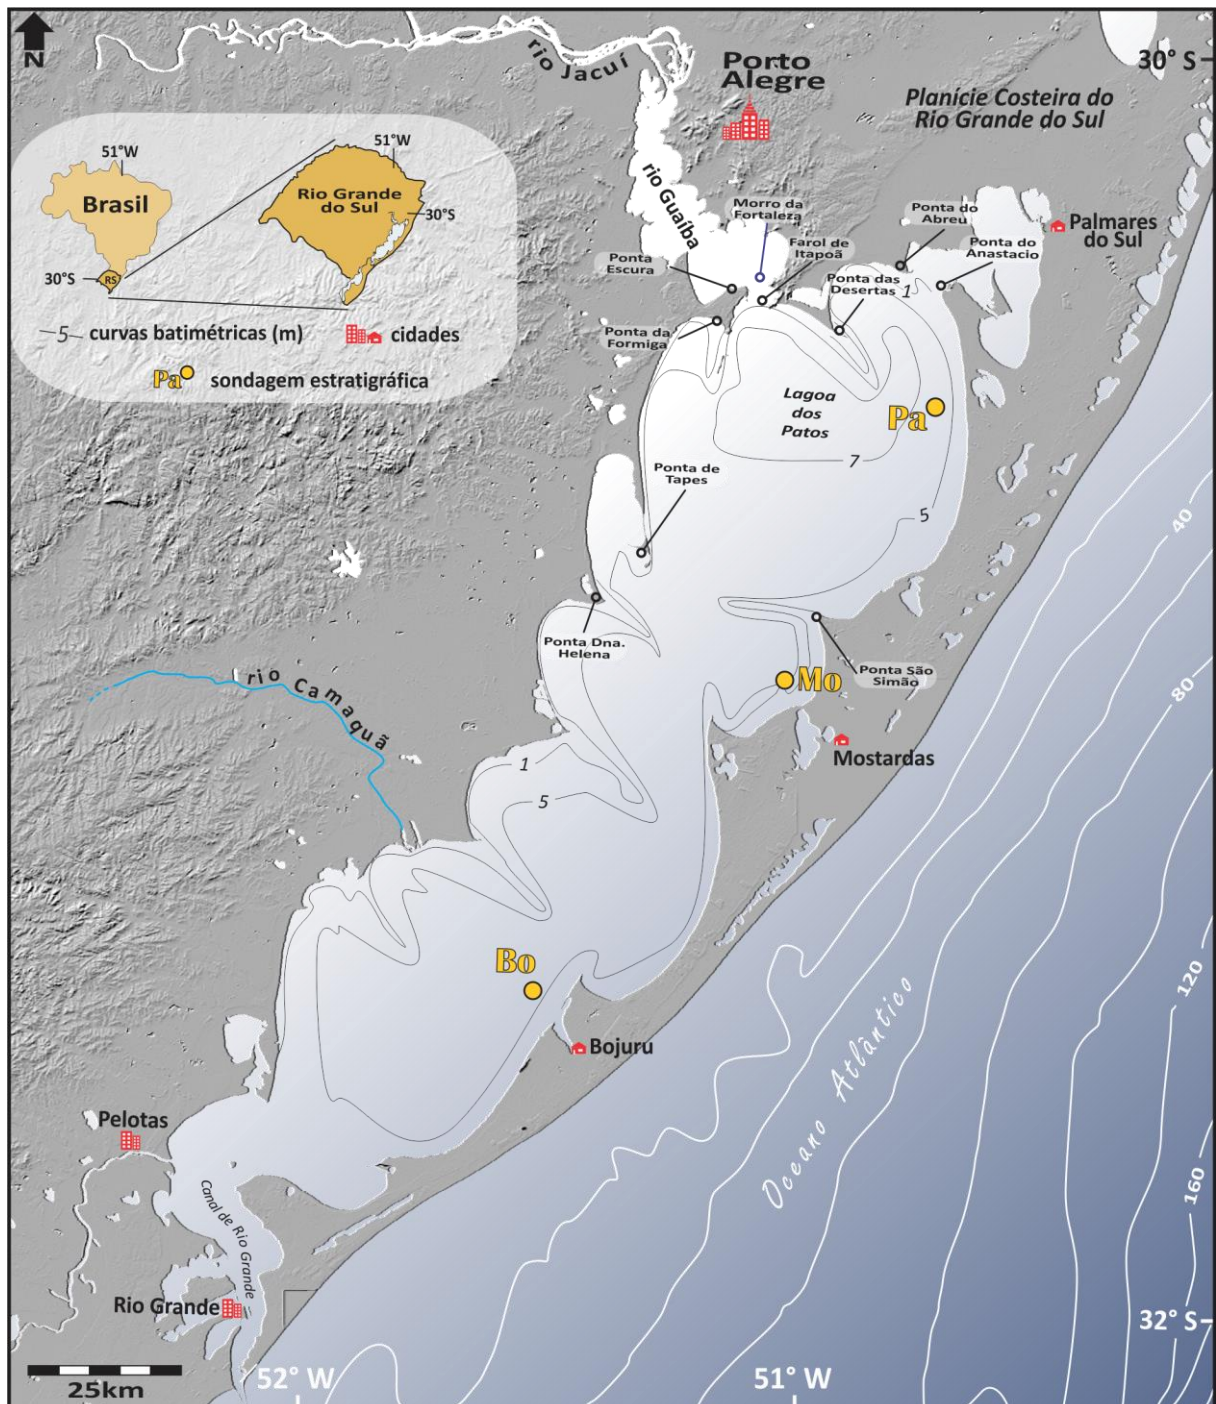 N
rio Jacuí
Porto
Alegre
30° S
Planície Costeira do
Rio Grande do Sul
51°W
Brasil
30°S
RS
51°W
Rio Grande
do Sul
30°S
5 curvas batimétricas (m)
cidades
Pa sondagem estratigráfica
rio Guaíba
Morro da
Fortaleza
Ponta do
Abreu
Palmares
do Sul
Farol de
Itapoã
Ponta do
Anastacio
Ponta
Escura
Ponta das
Desertas
1
Ponta da
Formiga
Lagoa
dos
Patos
Pa
7
Ponta de
Tapes
5
40
Ponta Dna.
Helena
Ponta São
Simão
Mo
80
rio Camaquã
Mostardas
1
5
Bo
120
Oceano Atlântico
Bojuru
Pelotas
160
Canal de Rio Grande
Rio Grande
32° S
25km
52° W
51° W